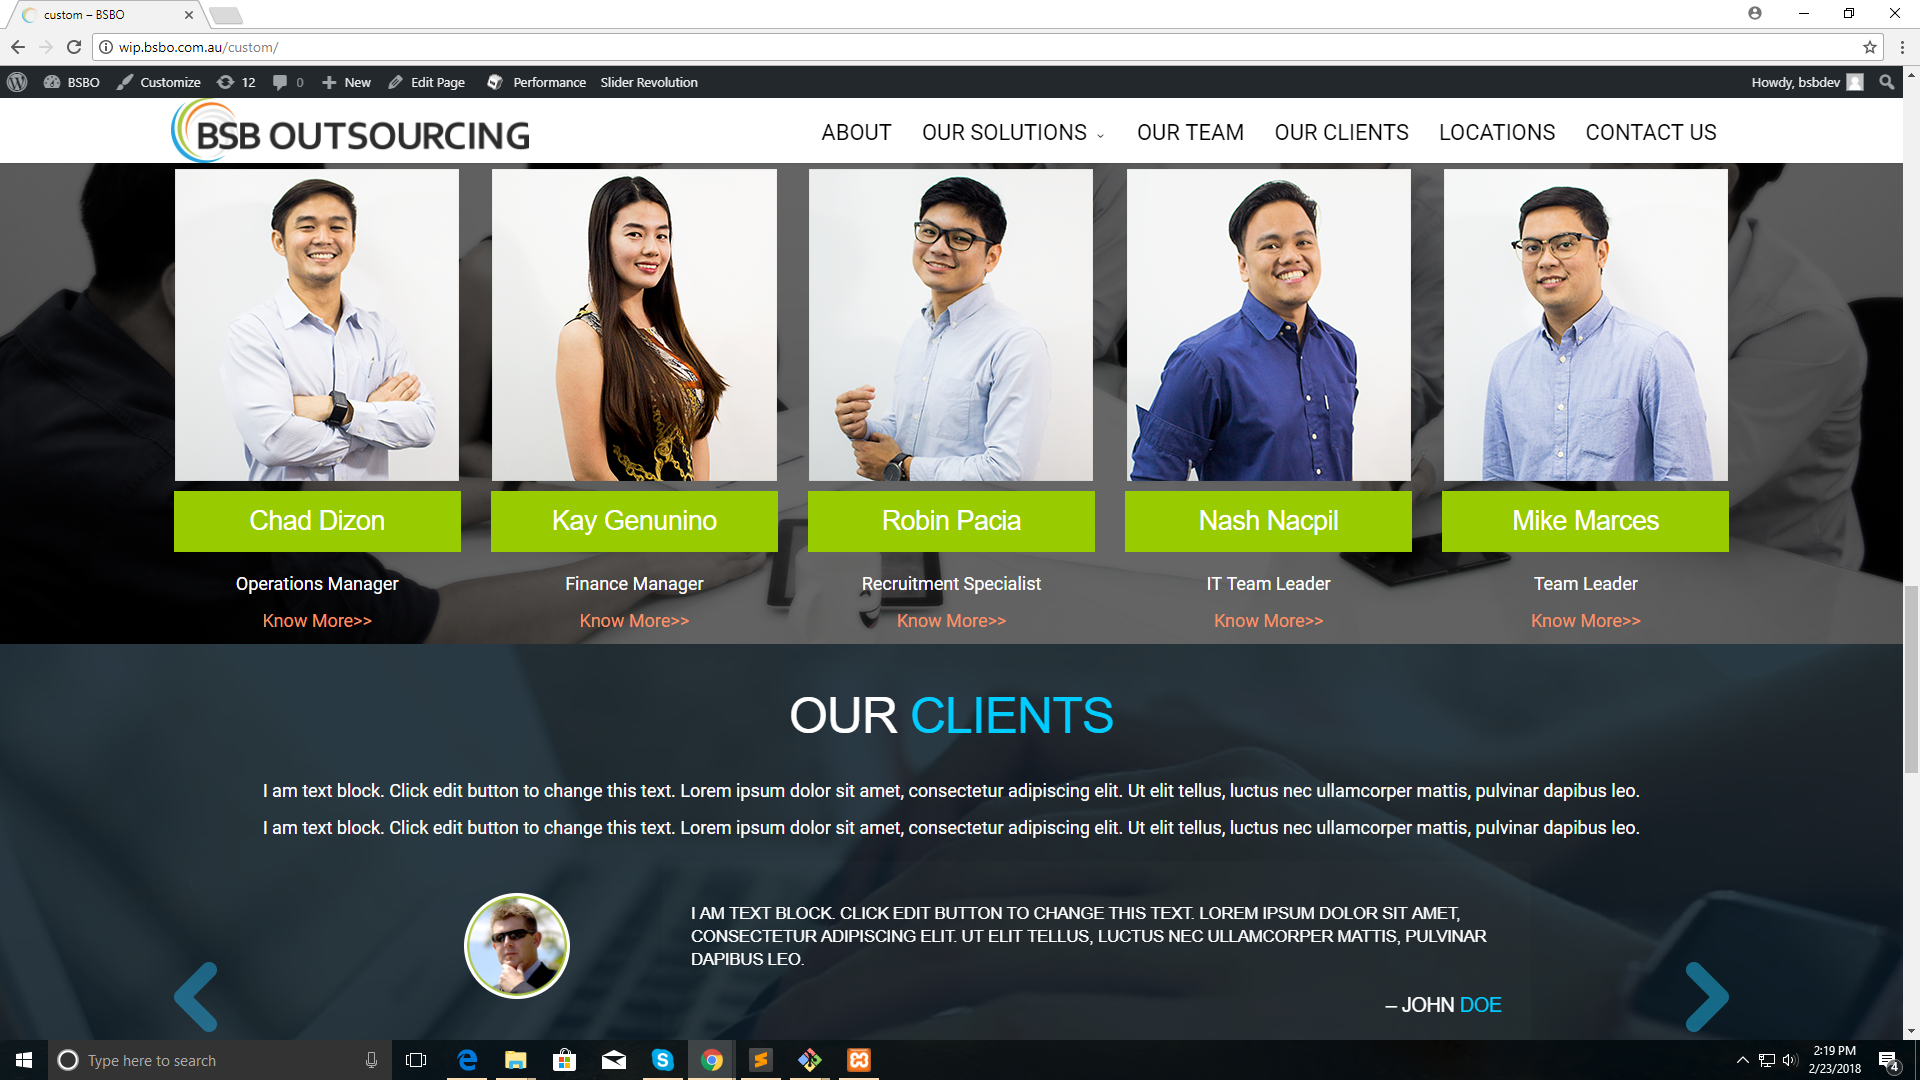 custom – BSBO
wip.bsbo.com.au/custom/
BSBO Customize 12 0 New Edit Page Performance Slider Revolution Howdy, bsbdev
BSB OUTSOURCING ABOUT OUR SOLUTIONS OUR TEAM OUR CLIENTS LOCATIONS CONTACT US
Chad Dizon Kay Genunino Robin Pacia Nash Nacpil Mike Marces
Operations Manager Finance Manager Recruitment Specialist IT Team Leader Team Leader
Know More>> Know More>> Know More>> Know More>> Know More>>
OUR CLIENTS
I am text block. Click edit button to change this text. Lorem ipsum dolor sit amet, consectetur adipiscing elit. Ut elit tellus, luctus nec ullamcorper mattis, pulvinar dapibus leo.
I am text block. Click edit button to change this text. Lorem ipsum dolor sit amet, consectetur adipiscing elit. Ut elit tellus, luctus nec ullamcorper mattis, pulvinar dapibus leo.
I AM TEXT BLOCK. CLICK EDIT BUTTON TO CHANGE THIS TEXT. LOREM IPSUM DOLOR SIT AMET,
CONSECTETUR ADIPISCING ELIT. UT ELIT TELLUS, LUCTUS NEC ULLAMCORPER MATTIS, PULVINAR
DAPIBUS LEO.
– JOHN DOE
Type here to search
2:19 PM
2/23/2018
4